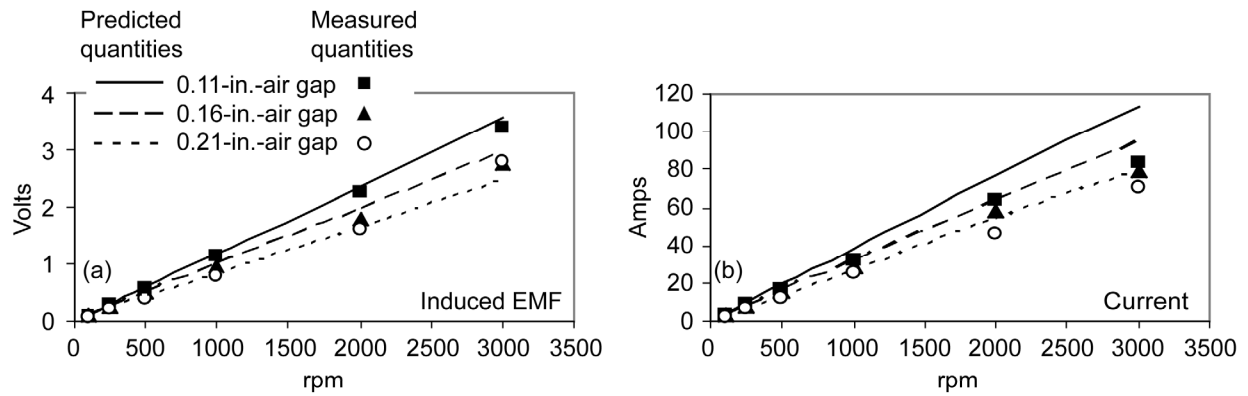 Predicted quantities
Measured quantities
0.11-in.-air gap
0.16-in.-air gap
0.21-in.-air gap
4
3
2
1
0
Volts
(a)
Induced EMF
0 500 1000 1500 2000 2500 3000 3500
rpm
120
100
80
60
40
20
0
Amps
(b)
Current
0 500 1000 1500 2000 2500 3000 3500
rpm